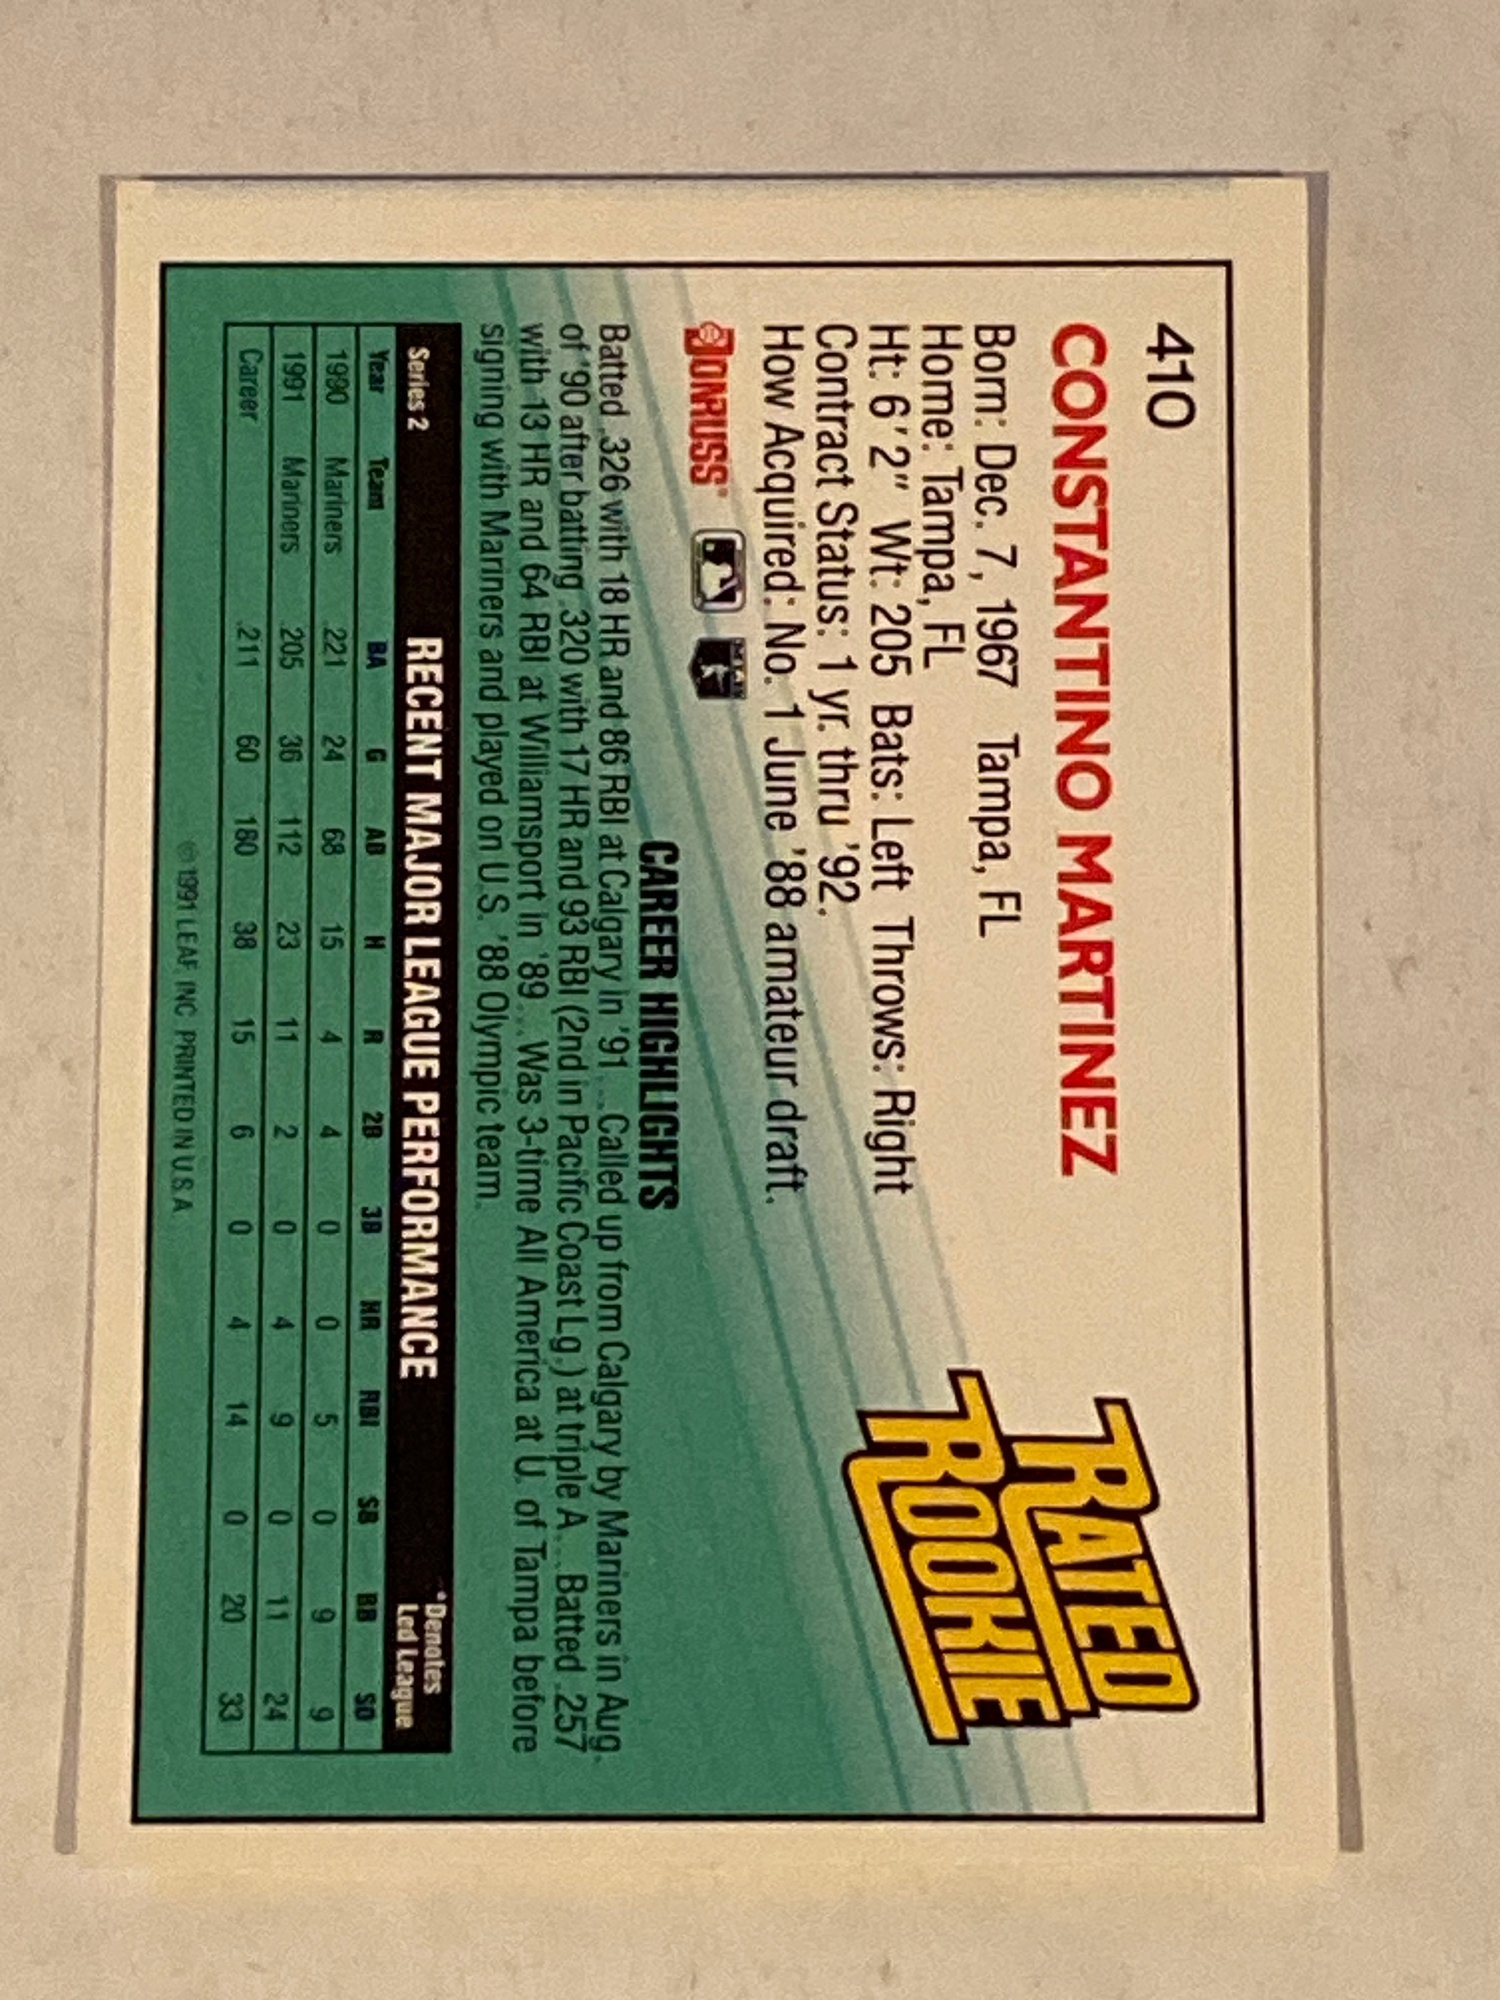 410
CONSTANTINO MARTINEZ
RATED
ROOKIE
Born: Dec. 7, 1967 Tampa, FL
Home: Tampa, FL
Ht: 6'2" Wt: 205 Bats: Left Throws: Right
Contract Status: 1 yr. thru '92.
How Acquired: No. 1 June '88 amateur draft.
DONRUSS
CAREER HIGHLIGHTS
Batted .326 with 18 HR and 86 RBI at Calgary in '91 ... Called up from Calgary by Mariners in Aug.
of '90 after batting .320 with 17 HR and 93 RBI (2nd in Pacific Coast Lg.) at triple A ... Batted .257
with 13 HR and 64 RBI at Williamsport in '89 ... Was 3-time All America at U. of Tampa before
signing with Mariners and played on U.S. '88 Olympic team.
Series 2 RECENT MAJOR LEAGUE PERFORMANCE *Denotes
Led League
Year Team BA G AB H R 2B 3B HR RBI SB BB SO
1990 Mariners .221 24 68 15 4 4 0 0 5 0 9 9
1991 Mariners .205 36 112 23 11 2 0 4 9 0 11 24
Career .211 60 180 38 15 6 0 4 14 0 20 33
© 1991 LEAF, INC. PRINTED IN U.S.A.